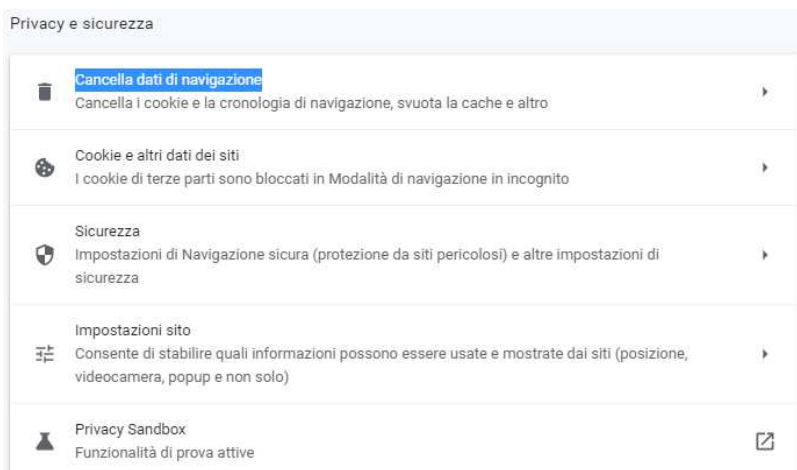 Privacy e sicurezza
Cancella dati di navigazione
Cancella i cookie e la cronologia di navigazione, svuota la cache e altro
Cookie e altri dati dei siti
I cookie di terze parti sono bloccati in Modalità di navigazione in incognito
Sicurezza
Impostazioni di Navigazione sicura (protezione da siti pericolosi) e altre impostazioni di
sicurezza
Impostazioni sito
Consente di stabilire quali informazioni possono essere usate e mostrate dai siti (posizione,
videocamera, popup e non solo)
Privacy Sandbox
Funzionalità di prova attive